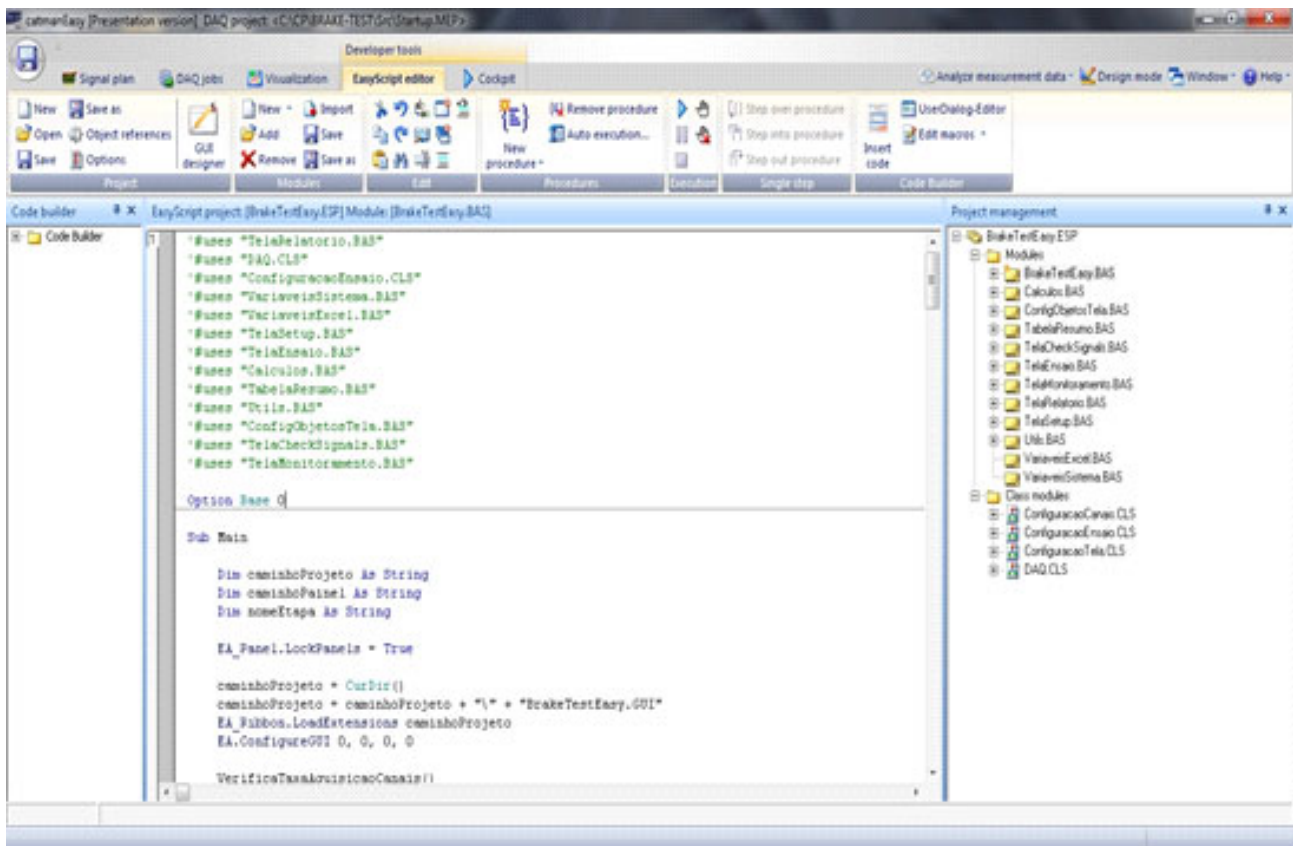 catmanEasy [Presentation version] DAQ project: <C:\CP\BRAKE-TEST\Src\Startup.MEP>
Developer tools
Signal plan DAQ jobs Visualization EasyScript editor Cockpit Analyze measurement data Design mode Window Help
New Save as New Import Remove procedure Step over procedure UserDialog-Editor
Open Object references Add Save Auto execution... Step into procedure Edit macros
Save Options GUI designer Remove Save as New procedure Step out procedure Insert code
Project Modules Edit Procedures Execution Single step Code Builder
Code builder EasyScript project: [BrakeTestEasy.ESP] Module: [BrakeTestEasy.BAS] Project management
Code Builder
1
'#uses "TelaRelatorio.BAS"
'#uses "DAQ.CLS"
'#uses "ConfiguracaoEnsaio.CLS"
'#uses "VariaveisSistema.BAS"
'#uses "VariaveisExcel.BAS"
'#uses "TelaSetup.BAS"
'#uses "TelaEnsaio.BAS"
'#uses "Calculos.BAS"
'#uses "TabelaResumo.BAS"
'#uses "Utils.BAS"
'#uses "ConfigObjetosTela.BAS"
'#uses "TelaCheckSignals.BAS"
'#uses "TelaMonitoramento.BAS"
Option Base 0
Sub Main
Dim caminhoProjeto As String
Dim caminhoPainel As String
Dim nomeEtapa As String
EA_Panel.LockPanels = True
caminhoProjeto = CurDir()
caminhoProjeto = caminhoProjeto + "\" + "BrakeTestEasy.GUI"
EA_Ribbon.LoadExtensions caminhoProjeto
EA.ConfigureGUI 0, 0, 0, 0
VerificaTaxaAquisicaoCanais()
BrakeTestEasy.ESP
Modules
BrakeTestEasy.BAS
Calculos.BAS
ConfigObjetosTela.BAS
TabelaResumo.BAS
TelaCheckSignals.BAS
TelaEnsaio.BAS
TelaMonitoramento.BAS
TelaRelatorio.BAS
TelaSetup.BAS
Utils.BAS
VariaveisExcel.BAS
VariaveisSistema.BAS
Class modules
ConfiguracaoCanais.CLS
ConfiguracaoEnsaio.CLS
ConfiguracaoTela.CLS
DAQ.CLS